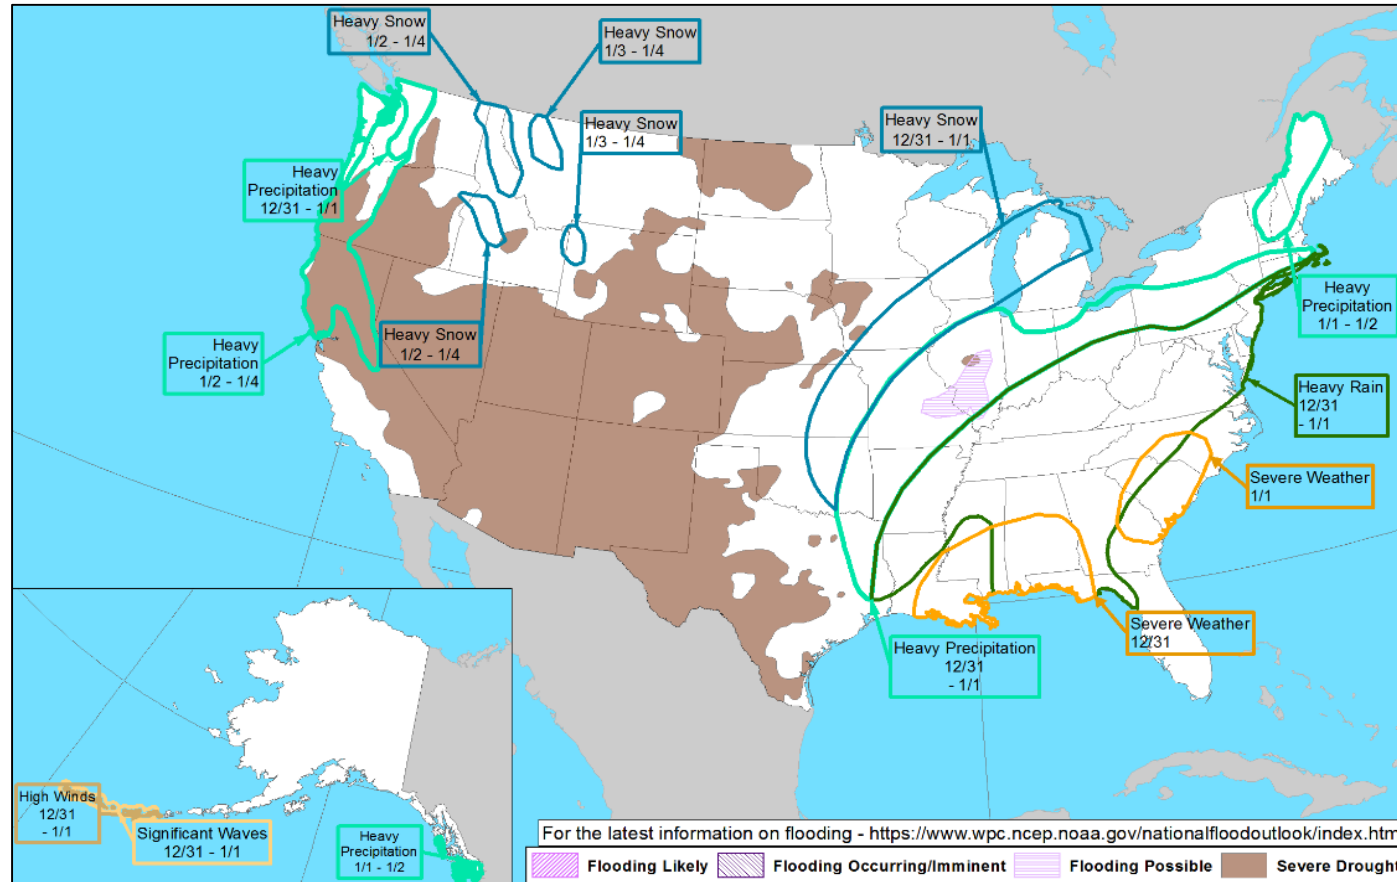 Heavy Snow
1/2 - 1/4
Heavy Snow
1/3 - 1/4
Heavy Snow
1/3 - 1/4
Heavy Snow
12/31 - 1/1
Heavy
Precipitation
12/31 - 1/1
Heavy
Precipitation
1/1 - 1/2
Heavy Snow
1/2 - 1/4
Heavy
Precipitation
1/2 - 1/4
Heavy Rain
12/31
- 1/1
Severe Weather
1/1
Severe Weather
12/31
Heavy Precipitation
12/31
- 1/1
High Winds
12/31
- 1/1
Significant Waves
12/31 - 1/1
Heavy
Precipitation
1/1 - 1/2
For the latest information on flooding - https://www.wpc.ncep.noaa.gov/nationalfloodoutlook/index.htm
Flooding Likely
Flooding Occurring/Imminent
Flooding Possible
Severe Drough